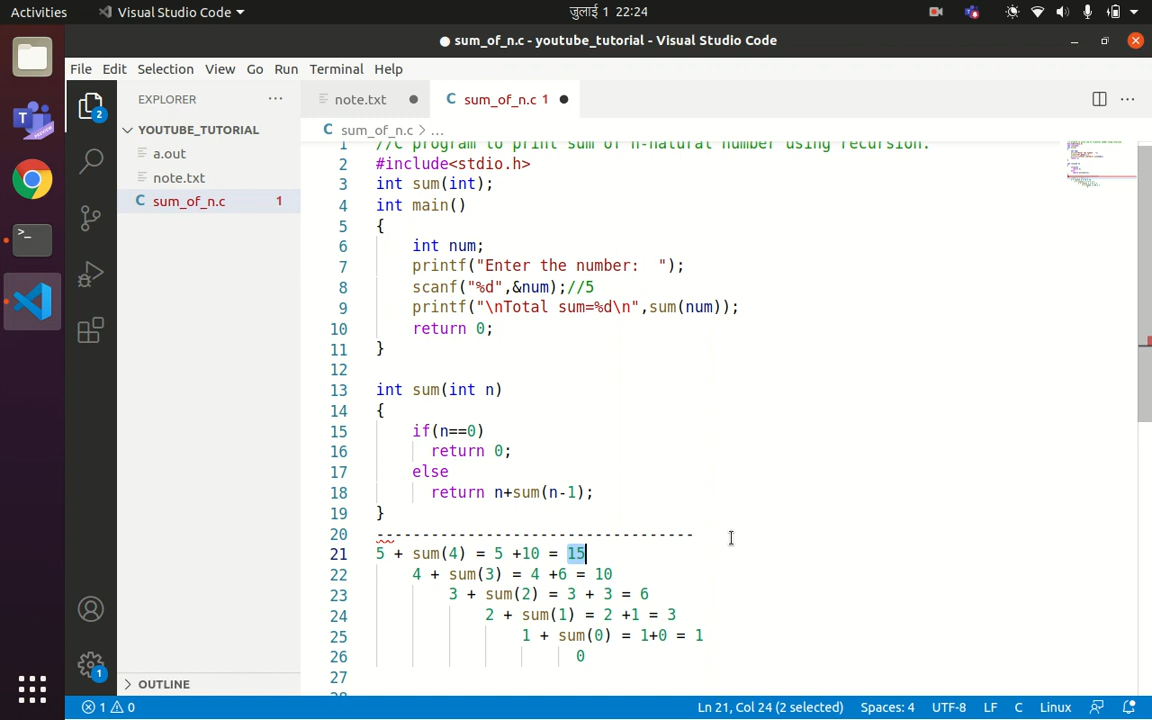 Activities Visual Studio Code जुलाई 1 22:24
sum_of_n.c - youtube_tutorial - Visual Studio Code
File Edit Selection View Go Run Terminal Help
EXPLORER ··· note.txt sum_of_n.c 1
YOUTUBE_TUTORIAL
a.out
note.txt
sum_of_n.c 1
OUTLINE
C sum_of_n.c > ...
1 //C program to print sum of n-natural number using recursion.
2 #include<stdio.h>
3 int sum(int);
4 int main()
5 {
6 int num;
7 printf("Enter the number:  ");
8 scanf("%d",&num);//5
9 printf("\nTotal sum=%d\n",sum(num));
10 return 0;
11 }
12
13 int sum(int n)
14 {
15 if(n==0)
16 return 0;
17 else
18 return n+sum(n-1);
19 }
20 -----------------------------------
21 5 + sum(4) = 5 +10 = 15
22 4 + sum(3) = 4 +6 = 10
23 3 + sum(2) = 3 + 3 = 6
24 2 + sum(1) = 2 +1 = 3
25 1 + sum(0) = 1+0 = 1
26 0
27
1 0 Ln 21, Col 24 (2 selected) Spaces: 4 UTF-8 LF C Linux